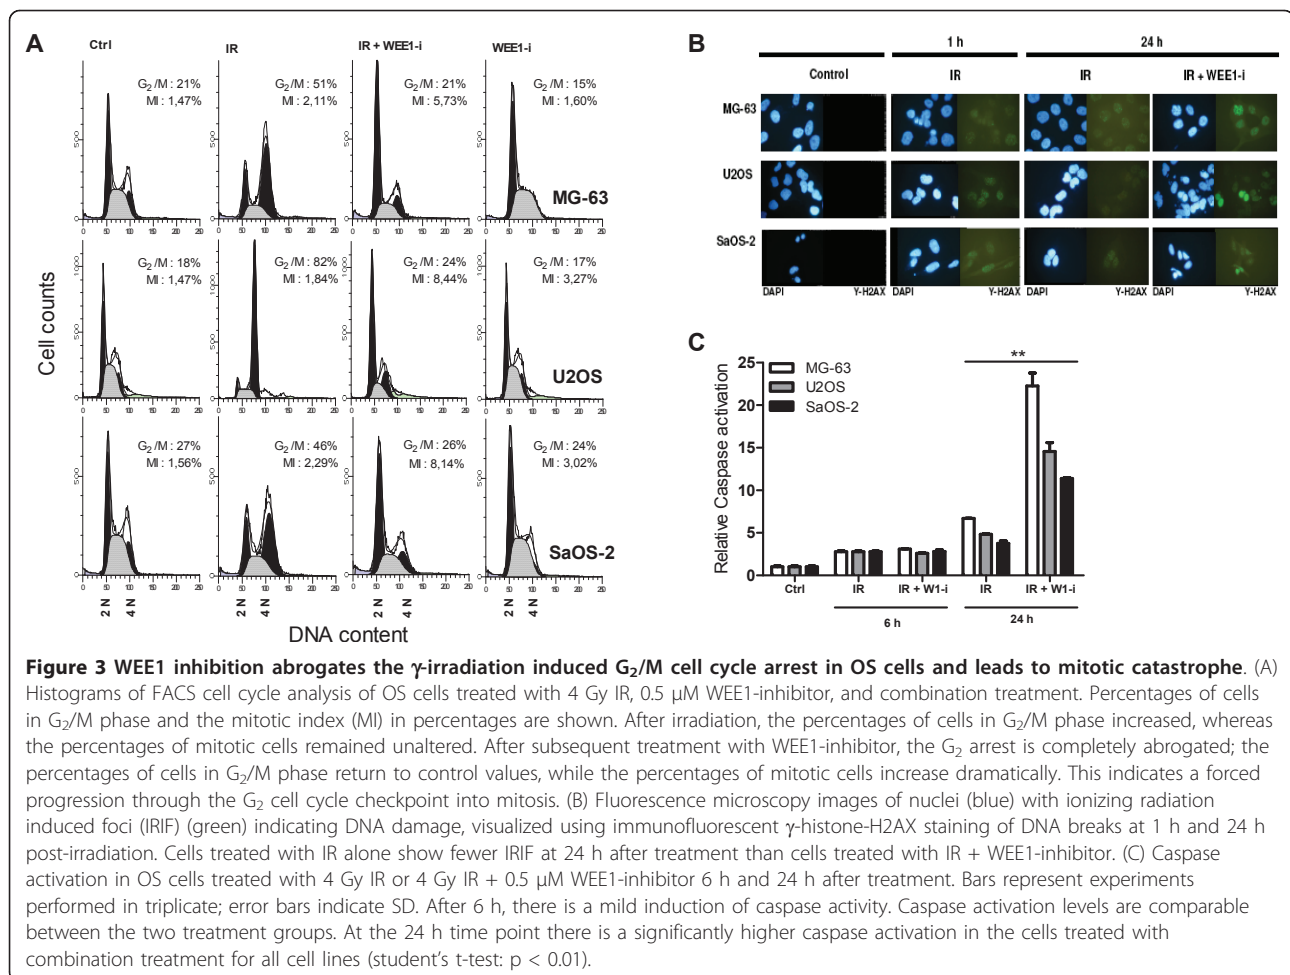 A
Ctrl
IR
IR + WEE1-i
WEE1-i
G2/M : 21%
MI : 1,47%
G2/M : 51%
MI : 2,11%
G2/M : 21%
MI : 5,73%
G2/M : 15%
MI : 1,60%
MG-63
G2/M : 18%
MI : 1,47%
G2/M : 82%
MI : 1,84%
G2/M : 24%
MI : 8,44%
G2/M : 17%
MI : 3,27%
U2OS
G2/M : 27%
MI : 1,56%
G2/M : 46%
MI : 2,29%
G2/M : 26%
MI : 8,14%
G2/M : 24%
MI : 3,02%
SaOS-2
Cell counts
2 N 4 N 2 N 4 N 2 N 4 N 2 N 4 N
DNA content
B
1 h 24 h
Control IR IR IR + WEE1-i
MG-63
U2OS
SaOS-2
DAPI Y-H2AX DAPI Y-H2AX DAPI Y-H2AX DAPI Y-H2AX
C
Relative Caspase activation
25
20
15
10
5
0
MG-63
U2OS
SaOS-2
**
Ctrl IR IR + W1-i IR IR + W1-i
6 h 24 h
Figure 3 WEE1 inhibition abrogates the γ-irradiation induced G2/M cell cycle arrest in OS cells and leads to mitotic catastrophe. (A)
Histograms of FACS cell cycle analysis of OS cells treated with 4 Gy IR, 0.5 μM WEE1-inhibitor, and combination treatment. Percentages of cells
in G2/M phase and the mitotic index (MI) in percentages are shown. After irradiation, the percentages of cells in G2/M phase increased, whereas
the percentages of mitotic cells remained unaltered. After subsequent treatment with WEE1-inhibitor, the G2 arrest is completely abrogated; the
percentages of cells in G2/M phase return to control values, while the percentages of mitotic cells increase dramatically. This indicates a forced
progression through the G2 cell cycle checkpoint into mitosis. (B) Fluorescence microscopy images of nuclei (blue) with ionizing radiation
induced foci (IRIF) (green) indicating DNA damage, visualized using immunofluorescent γ-histone-H2AX staining of DNA breaks at 1 h and 24 h
post-irradiation. Cells treated with IR alone show fewer IRIF at 24 h after treatment than cells treated with IR + WEE1-inhibitor. (C) Caspase
activation in OS cells treated with 4 Gy IR or 4 Gy IR + 0.5 μM WEE1-inhibitor 6 h and 24 h after treatment. Bars represent experiments
performed in triplicate; error bars indicate SD. After 6 h, there is a mild induction of caspase activity. Caspase activation levels are comparable
between the two treatment groups. At the 24 h time point there is a significantly higher caspase activation in the cells treated with
combination treatment for all cell lines (student's t-test: p < 0.01).